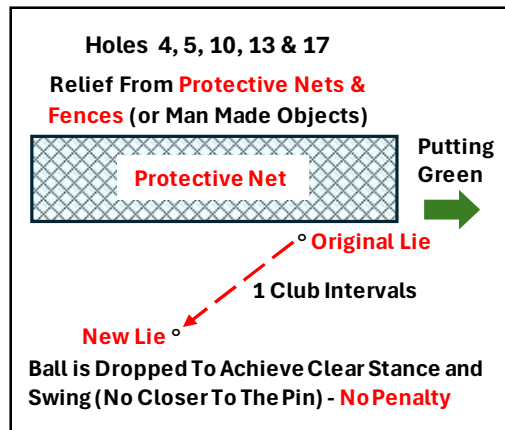 Holes 4, 5, 10, 13 & 17
Relief From Protective Nets &
Fences (or Man Made Objects)
Protective Net
Putting
Green
Original Lie
1 Club Intervals
New Lie
Ball is Dropped To Achieve Clear Stance and
Swing (No Closer To The Pin) - No Penalty